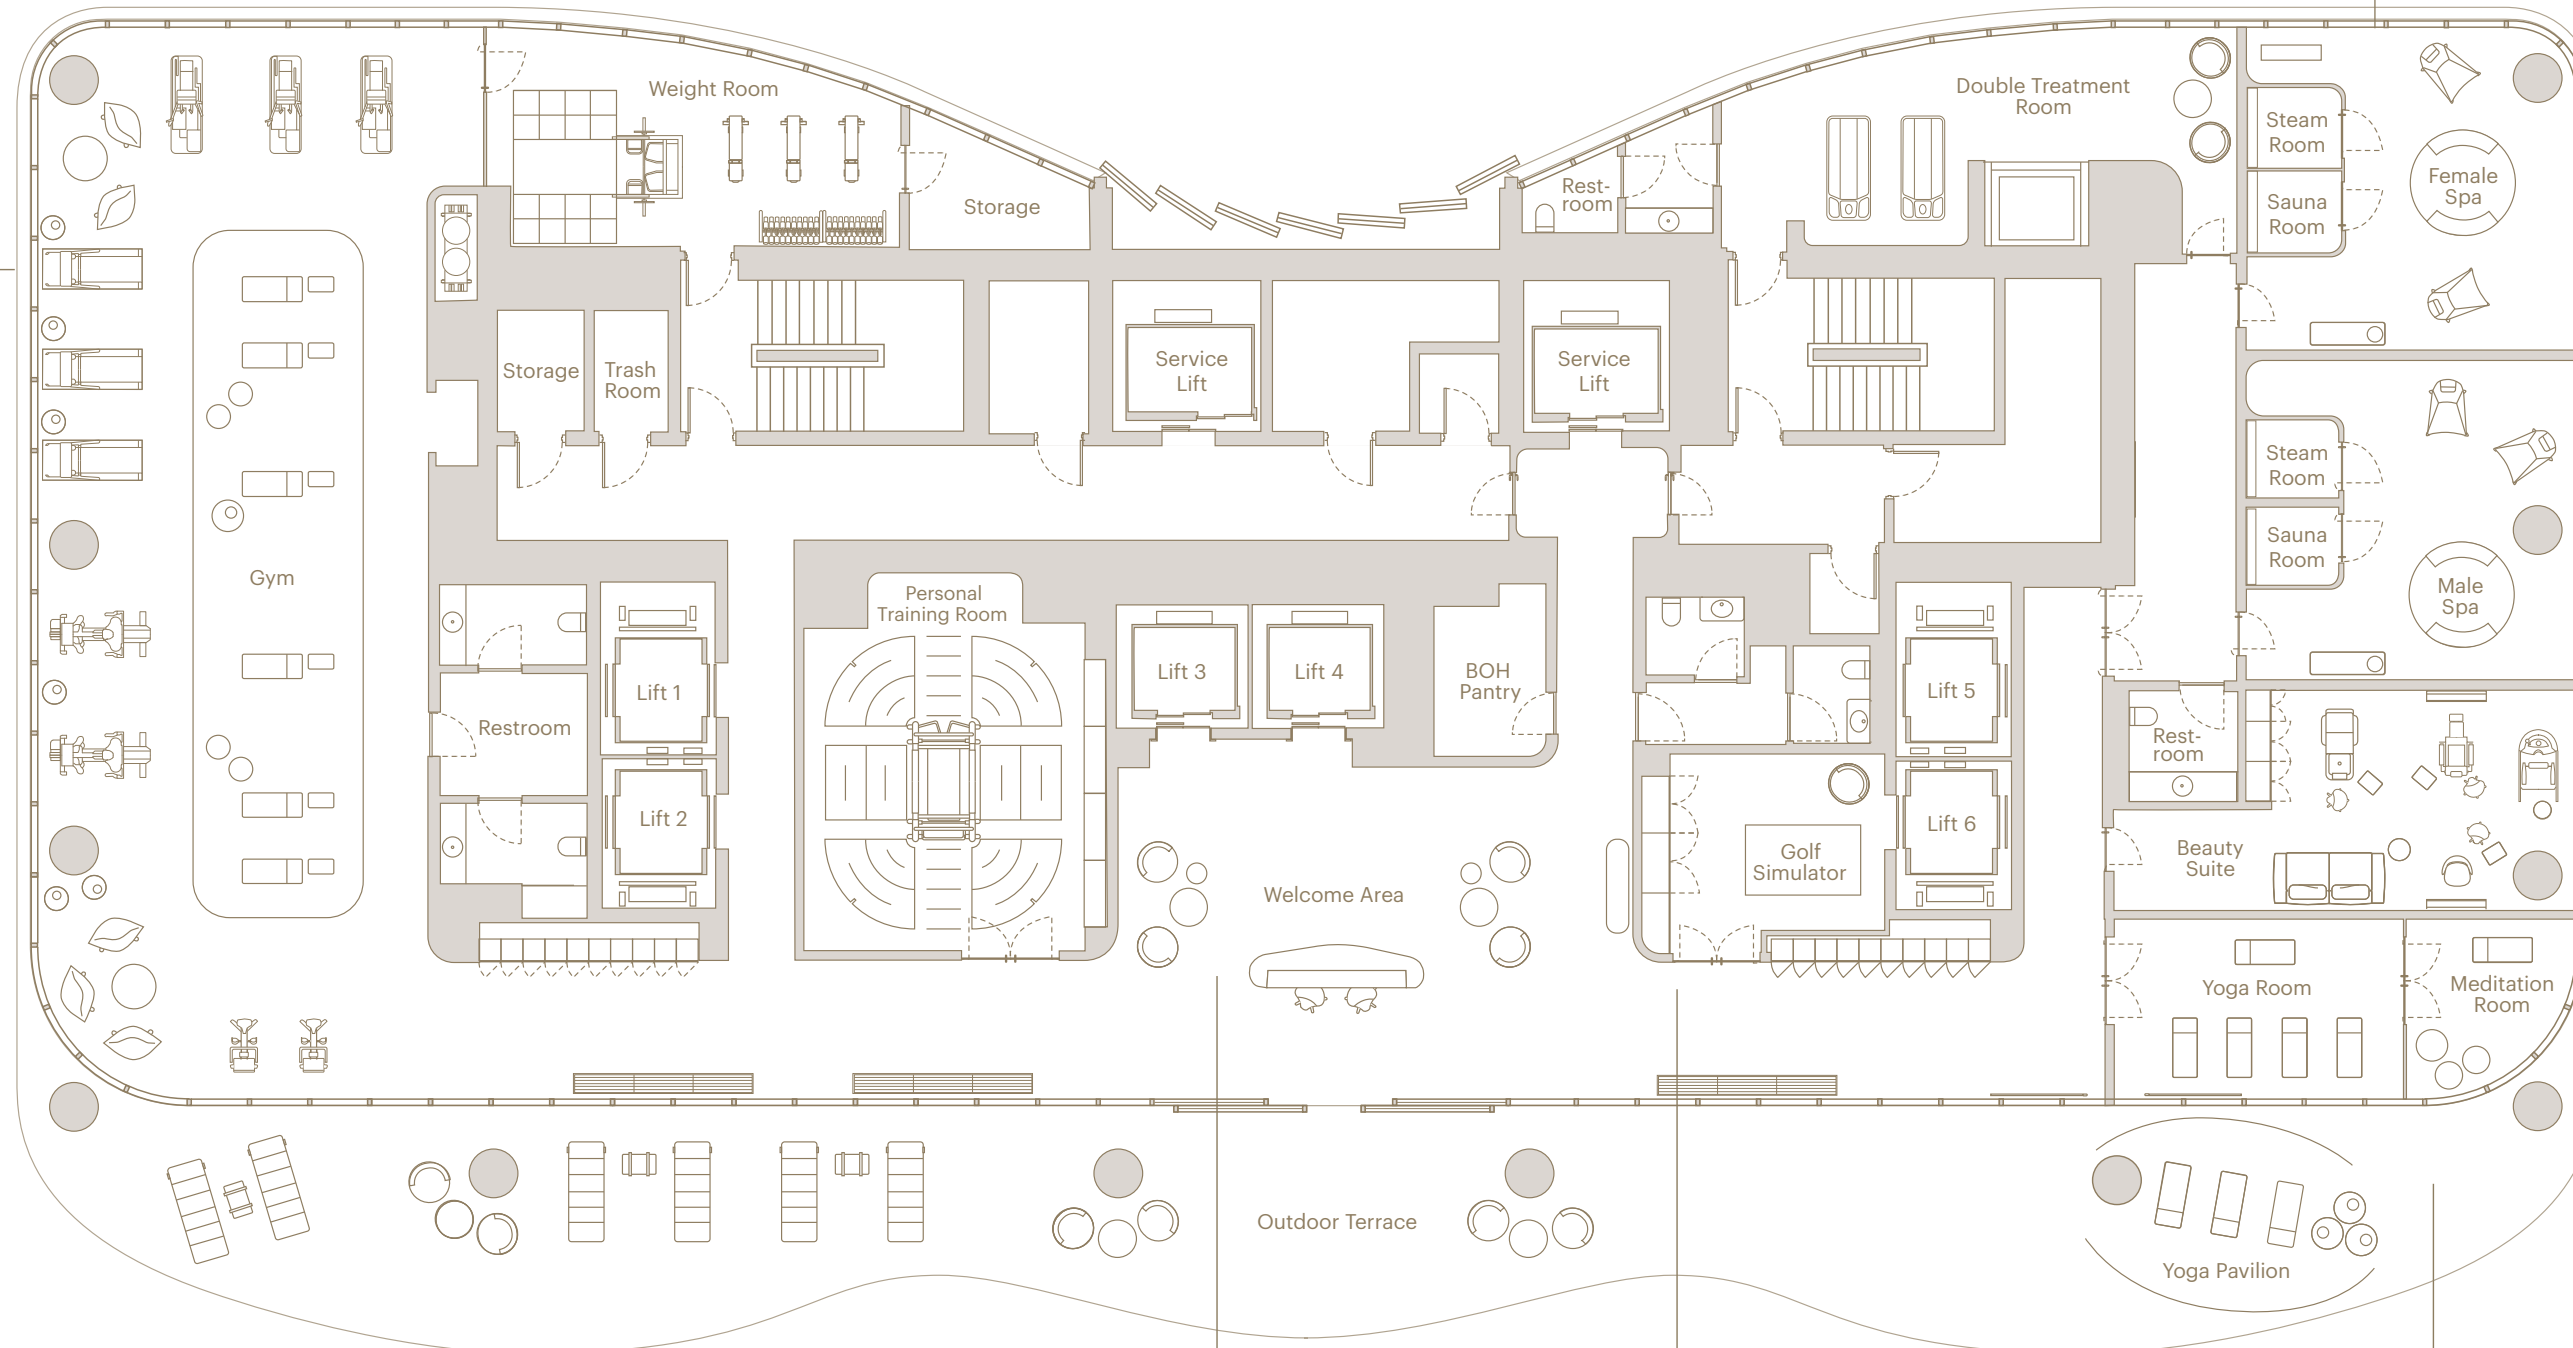 Weight Room
Double Treatment
Room
Steam
Room
Female
Spa
Rest-
room
Storage
Sauna
Room
Storage
Trash
Room
Service
Lift
Service
Lift
Steam
Room
Sauna
Room
Gym
Male
Spa
Personal
Training Room
Lift 1
Lift 3
Lift 4
BOH
Pantry
Lift 5
Restroom
Rest-
room
Lift 2
Lift 6
Golf
Simulator
Beauty
Suite
Welcome Area
Yoga Room
Meditation
Room
Outdoor Terrace
Yoga Pavilion